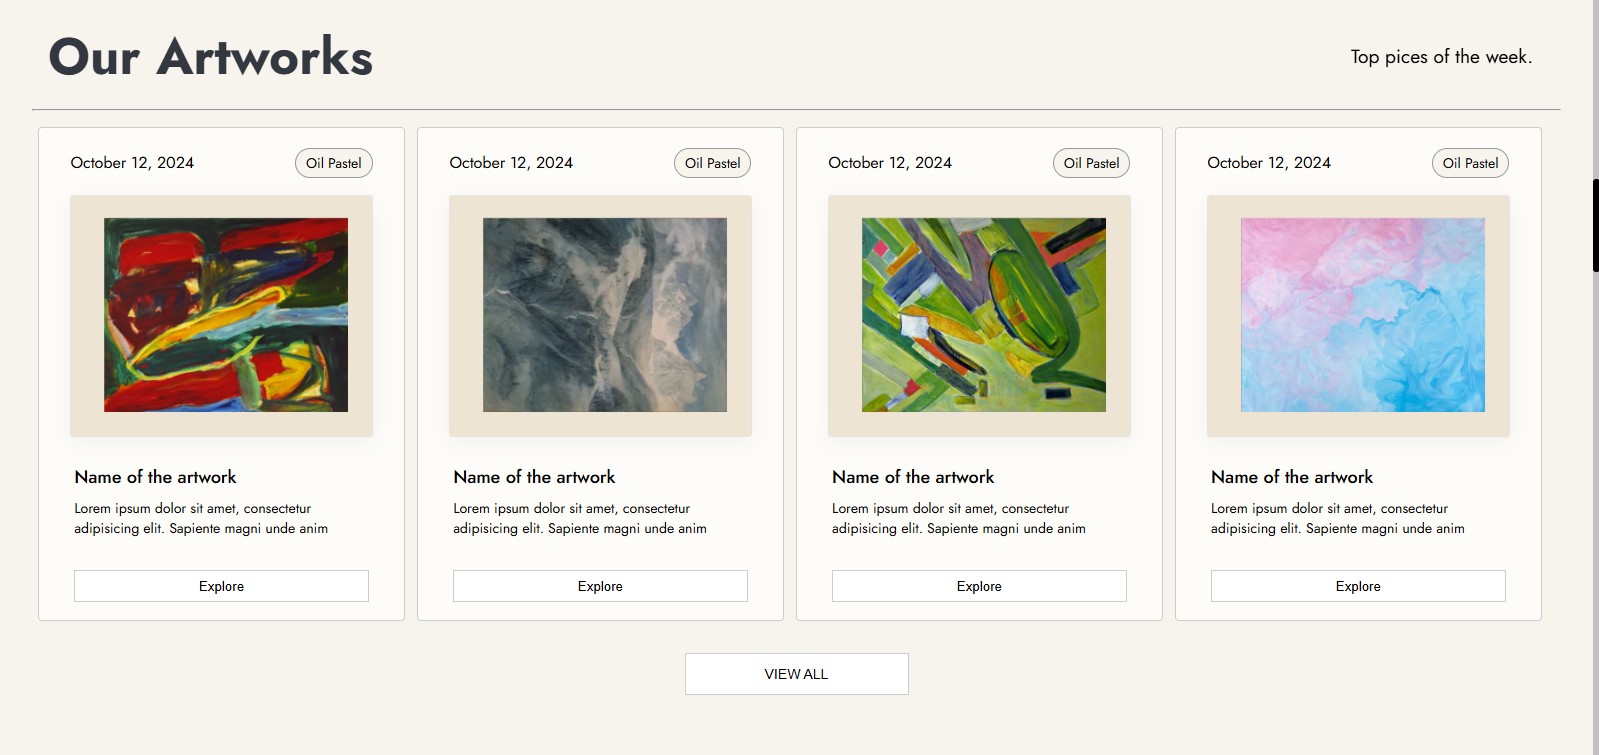 Our Artworks
Top pices of the week.
October 12, 2024
Oil Pastel
Name of the artwork
Lorem ipsum dolor sit amet, consectetur
adipisicing elit. Sapiente magni unde anim
Explore
October 12, 2024
Oil Pastel
Name of the artwork
Lorem ipsum dolor sit amet, consectetur
adipisicing elit. Sapiente magni unde anim
Explore
October 12, 2024
Oil Pastel
Name of the artwork
Lorem ipsum dolor sit amet, consectetur
adipisicing elit. Sapiente magni unde anim
Explore
October 12, 2024
Oil Pastel
Name of the artwork
Lorem ipsum dolor sit amet, consectetur
adipisicing elit. Sapiente magni unde anim
Explore
VIEW ALL